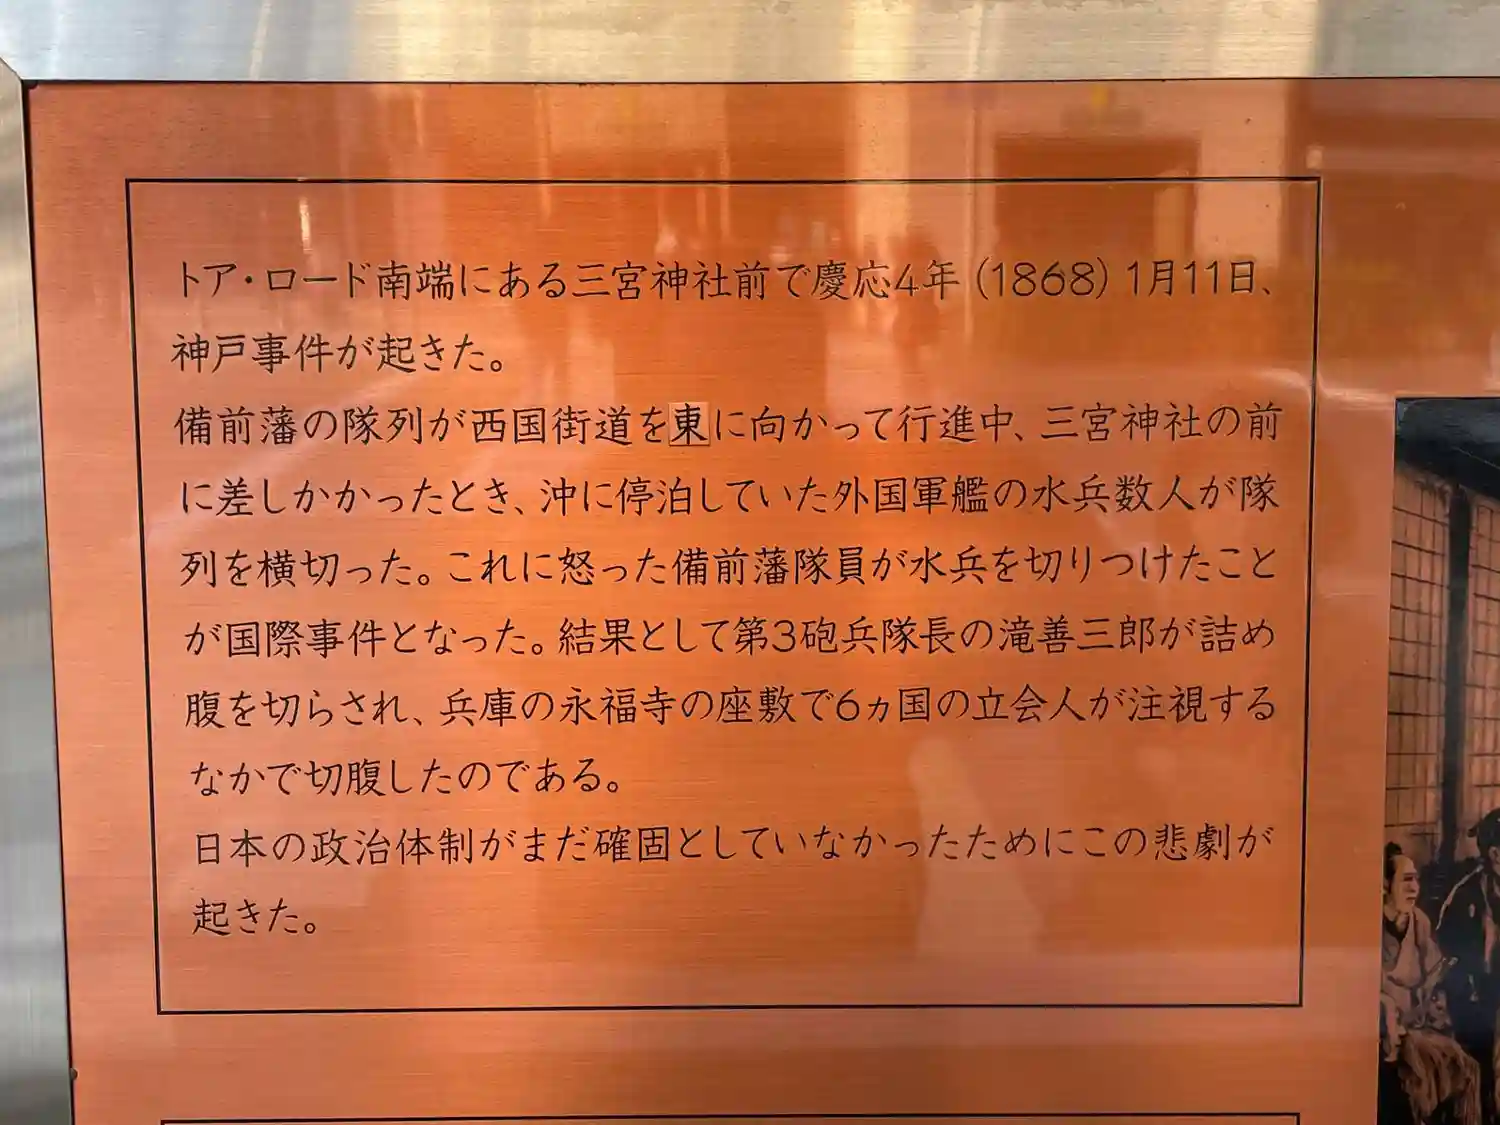 トア・ロード南端にある三宮神社前で慶応4年(1868)1月11日、
神戸事件が起きた。
備前藩の隊列が西国街道を東に向かって行進中、三宮神社の前
に差しかかったとき、沖に停泊していた外国軍艦の水兵数人が隊
列を横切った。これに怒った備前藩隊員が水兵を切りつけたこと
が国際事件となった。結果として第3砲兵隊長の滝善三郎が詰め
腹を切らされ、兵庫の永福寺の座敷で6ヵ国の立会人が注視する
なかで切腹したのである。
日本の政治体制がまだ確固としていなかったためにこの悲劇が
起きた。